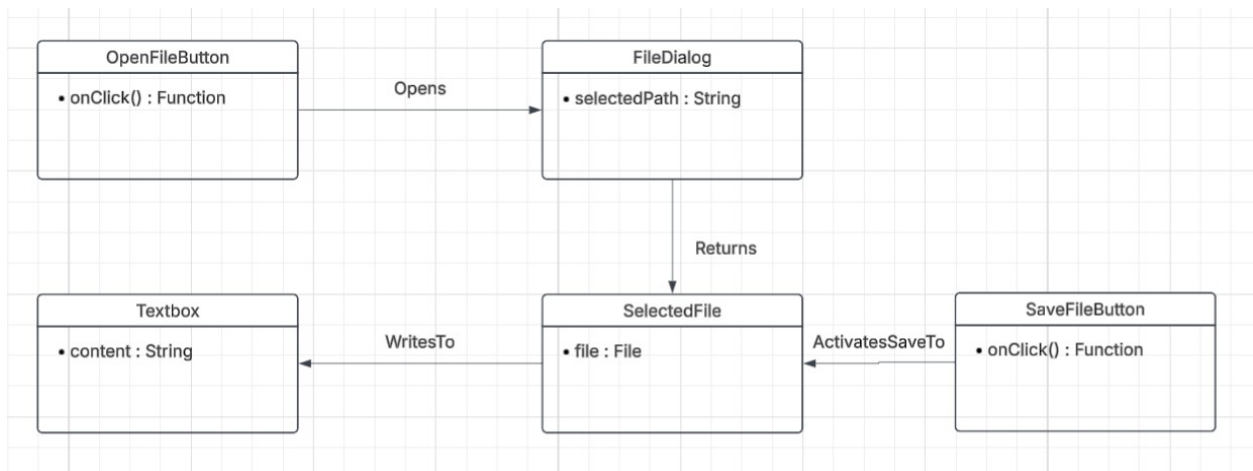 OpenFileButton
• onClick() : Function
Opens
FileDialog
• selectedPath : String
Returns
Textbox
• content : String
WritesTo
SelectedFile
• file : File
ActivatesSaveTo
SaveFileButton
• onClick() : Function